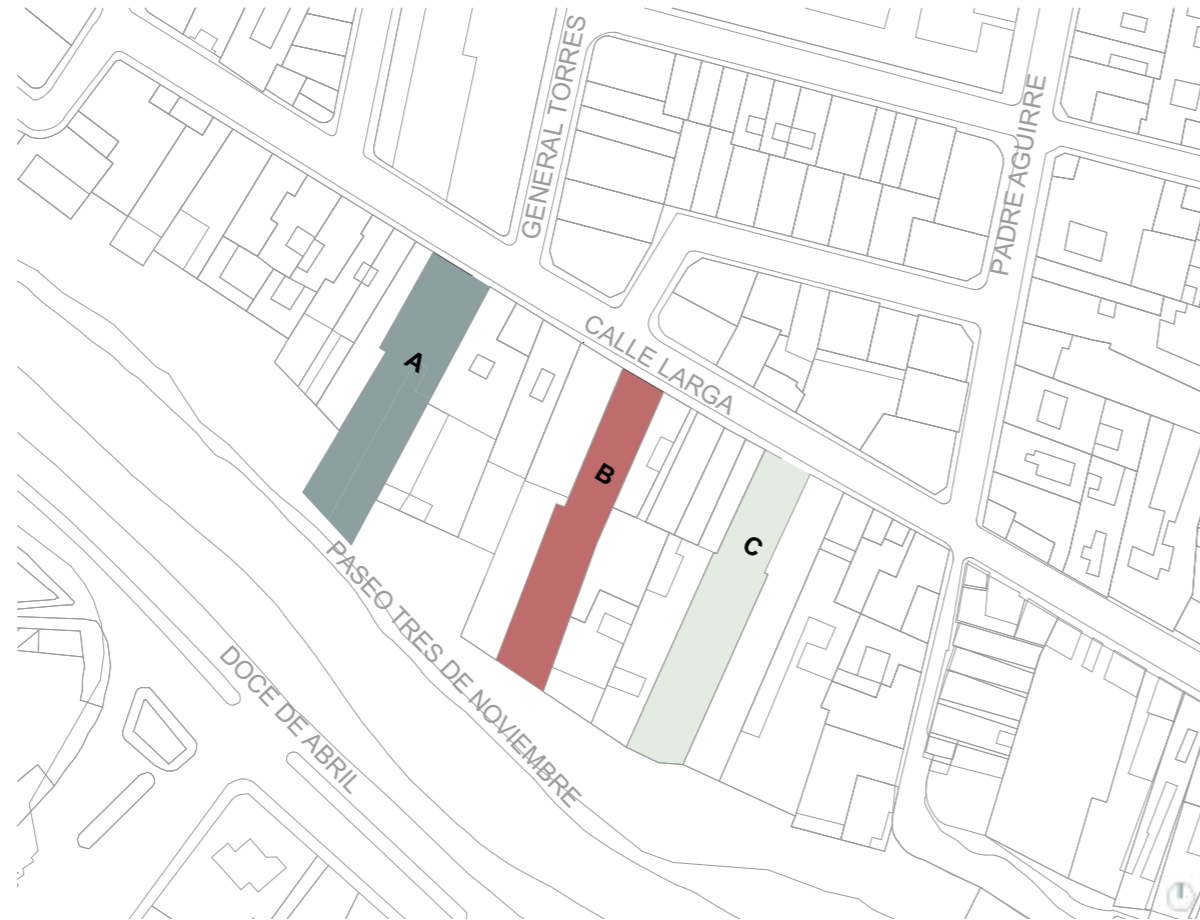 GENERAL TORRES
PADRE AGUIRRE
CALLE LARGA
A
B
C
PASEO TRES DE NOVIEMBRE
DOCE DE ABRIL